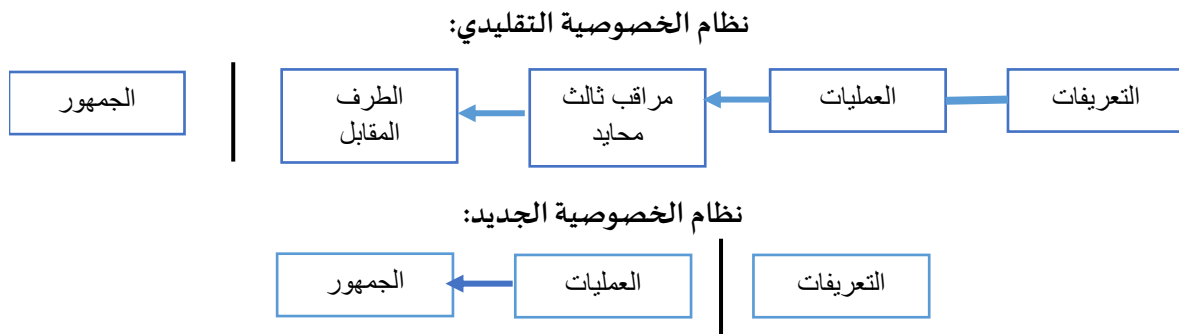 نظام الخصوصية التقليدي:
التعريفات
العمليات
مراقب ثالث
محايد
الطرف
المقابل
الجمهور
نظام الخصوصية الجديد:
التعريفات
العمليات
الجمهور